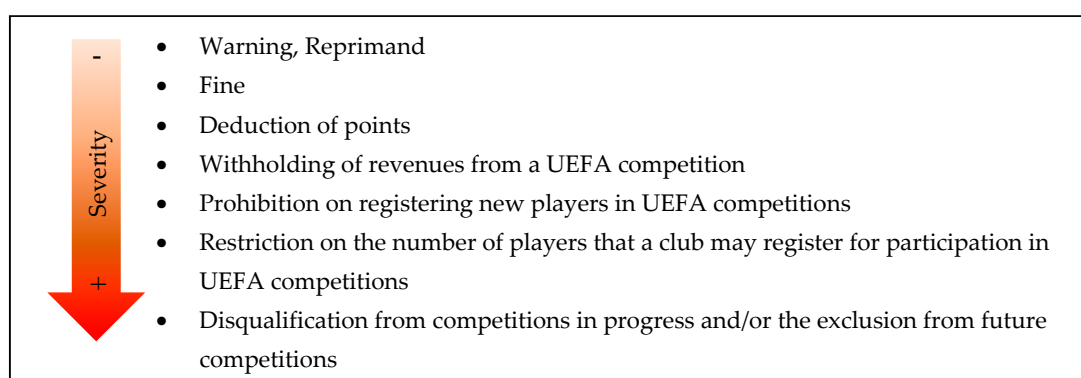 -
Severity
+
• Warning, Reprimand
• Fine
• Deduction of points
• Withholding of revenues from a UEFA competition
• Prohibition on registering new players in UEFA competitions
• Restriction on the number of players that a club may register for participation in
UEFA competitions
• Disqualification from competitions in progress and/or the exclusion from future
competitions